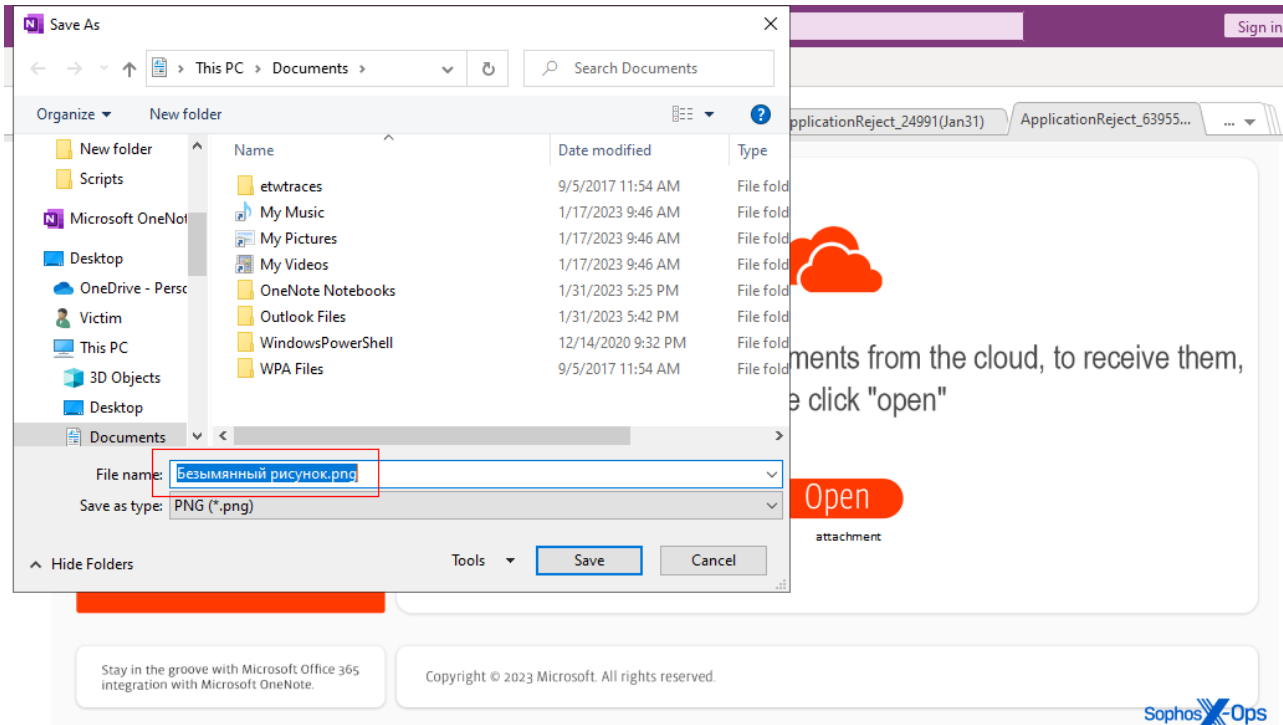 Save As
Sign in
This PC > Documents >
Search Documents
Organize
New folder
pplicationReject_24991(Jan31)
ApplicationReject_63955...
...
New folder
Scripts
Microsoft OneNot
Desktop
OneDrive - Perso
Victim
This PC
3D Objects
Desktop
Documents
Name
Date modified
Type
etwtraces
9/5/2017 11:54 AM
File fold
My Music
1/17/2023 9:46 AM
File fold
My Pictures
1/17/2023 9:46 AM
File fold
My Videos
1/17/2023 9:46 AM
File fold
OneNote Notebooks
1/31/2023 5:25 PM
File fold
Outlook Files
1/31/2023 5:42 PM
File fold
WindowsPowerShell
12/14/2020 9:32 PM
File fold
WPA Files
9/5/2017 11:54 AM
File fold
File name: Безымянный рисунок.png
Save as type: PNG (*.png)
Hide Folders
Tools
Save
Cancel
ments from the cloud, to receive them,
e click "open"
Open
attachment
Stay in the groove with Microsoft Office 365
integration with Microsoft OneNote.
Copyright © 2023 Microsoft. All rights reserved.
Sophos X-Ops